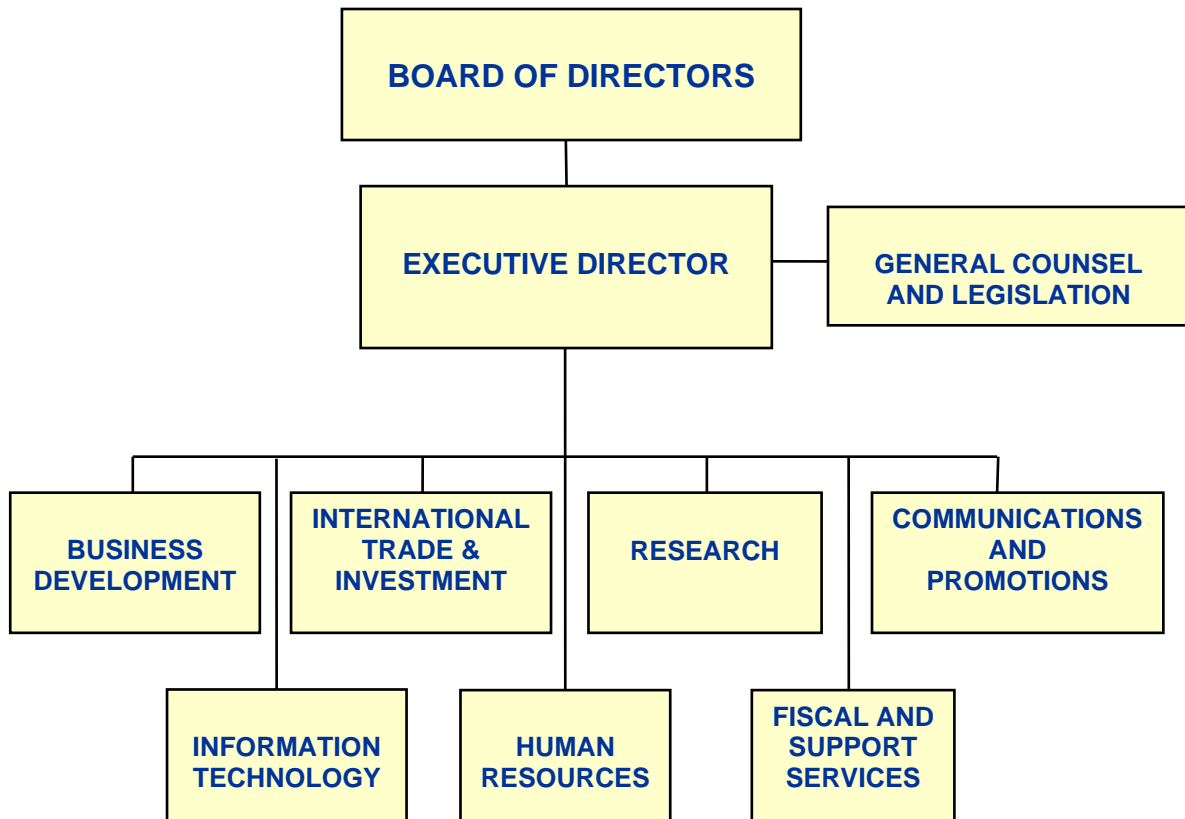 BOARD OF DIRECTORS
EXECUTIVE DIRECTOR
GENERAL COUNSEL
AND LEGISLATION
BUSINESS
DEVELOPMENT
INTERNATIONAL
TRADE &
INVESTMENT
RESEARCH
COMMUNICATIONS
AND
PROMOTIONS
INFORMATION
TECHNOLOGY
HUMAN
RESOURCES
FISCAL AND
SUPPORT
SERVICES